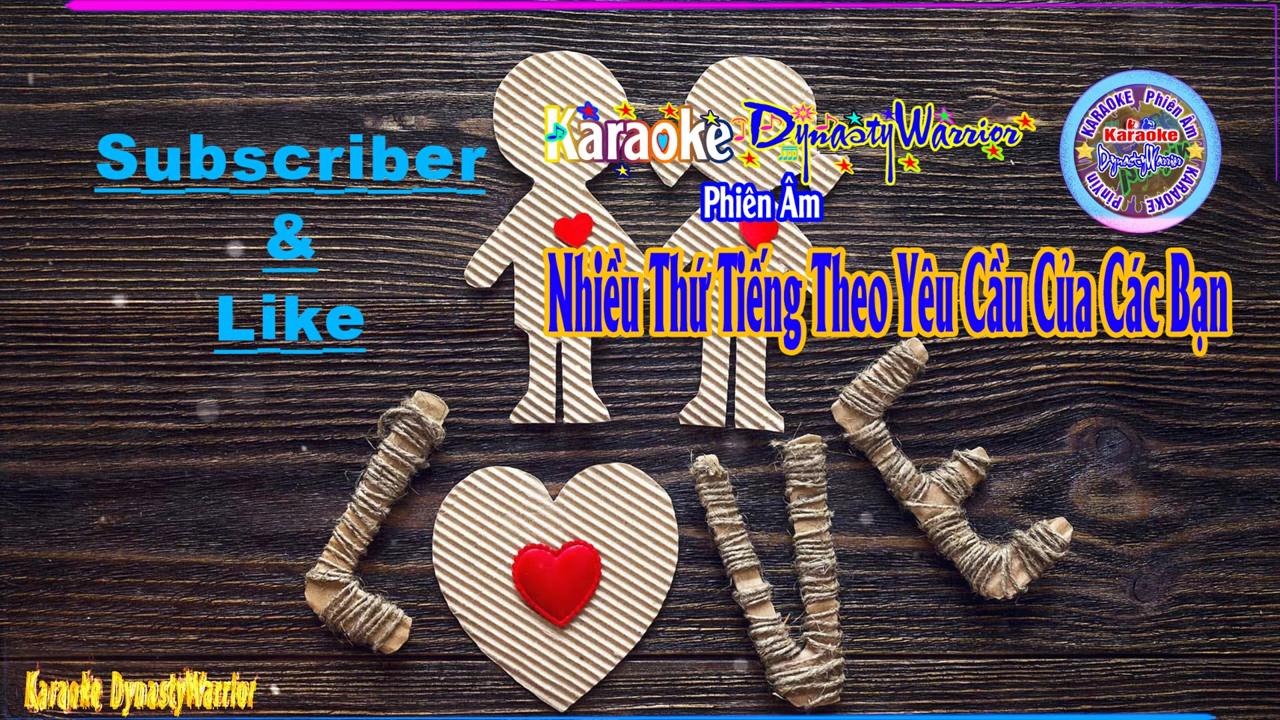 Subscriber
&
Like
Karaoke DynastyWarrior
Phiên Âm
Nhiều Thứ Tiếng Theo Yêu Cầu Của Các Bạn
KARAOKE Phiên Âm
Karaoke
DynastyWarrior
PinYin KARAOKE
LOVE
Karaoke DynastyWarrior